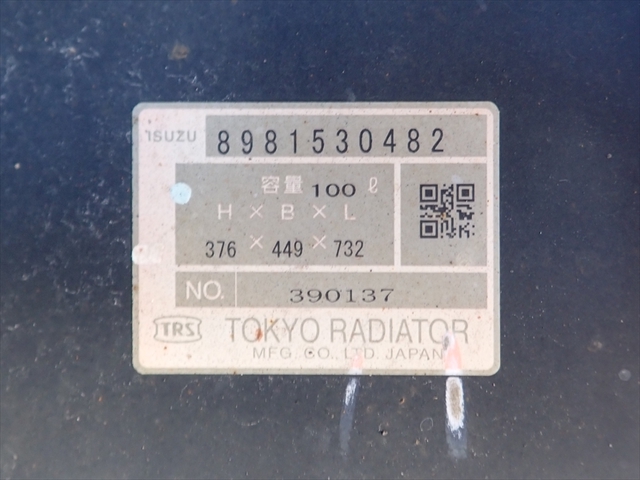 ISUZU 8981530482
容量 100 ℓ
H × B × L
376 × 449 × 732
NO. 390137
TRS TOKYO RADIATOR
MFG. CO., LTD. JAPAN